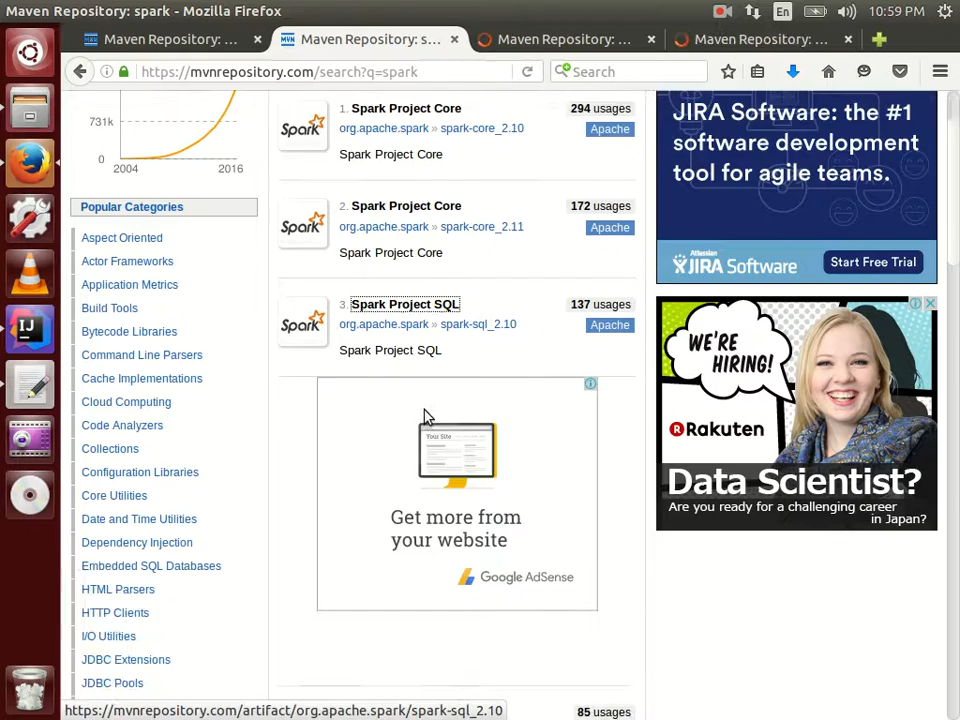 Maven Repository: spark - Mozilla Firefox
En
10:59 PM
Maven Repository: ...
Maven Repository: s...
Maven Repository: ...
Maven Repository: ...
https://mvnrepository.com/search?q=spark
Search
731k
0
2004
2016
Popular Categories
Aspect Oriented
Actor Frameworks
Application Metrics
Build Tools
Bytecode Libraries
Command Line Parsers
Cache Implementations
Cloud Computing
Code Analyzers
Collections
Configuration Libraries
Core Utilities
Date and Time Utilities
Dependency Injection
Embedded SQL Databases
HTML Parsers
HTTP Clients
I/O Utilities
JDBC Extensions
JDBC Pools
Spark
1. Spark Project Core
294 usages
org.apache.spark » spark-core_2.10
Apache
Spark Project Core
Spark
2. Spark Project Core
172 usages
org.apache.spark » spark-core_2.11
Apache
Spark Project Core
Spark
3. Spark Project SQL
137 usages
org.apache.spark » spark-sql_2.10
Apache
Spark Project SQL
Your Site
Get more from
your website
Google AdSense
85 usages
JIRA Software: the #1
software development
tool for agile teams.
Atlassian
JIRA Software
Start Free Trial
WE'RE
HIRING!
R Rakuten
Data Scientist?
Are you ready for a challenging career
in Japan?
https://mvnrepository.com/artifact/org.apache.spark/spark-sql_2.10